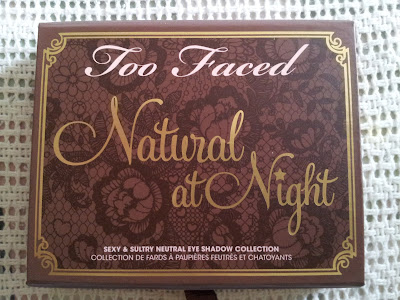 Too Faced
Natural
at Night
SEXY & SULTRY NEUTRAL EYE SHADOW COLLECTION
COLLECTION DE FARDS À PAUPIÈRES FEUTRÉS ET CHATOYANTS